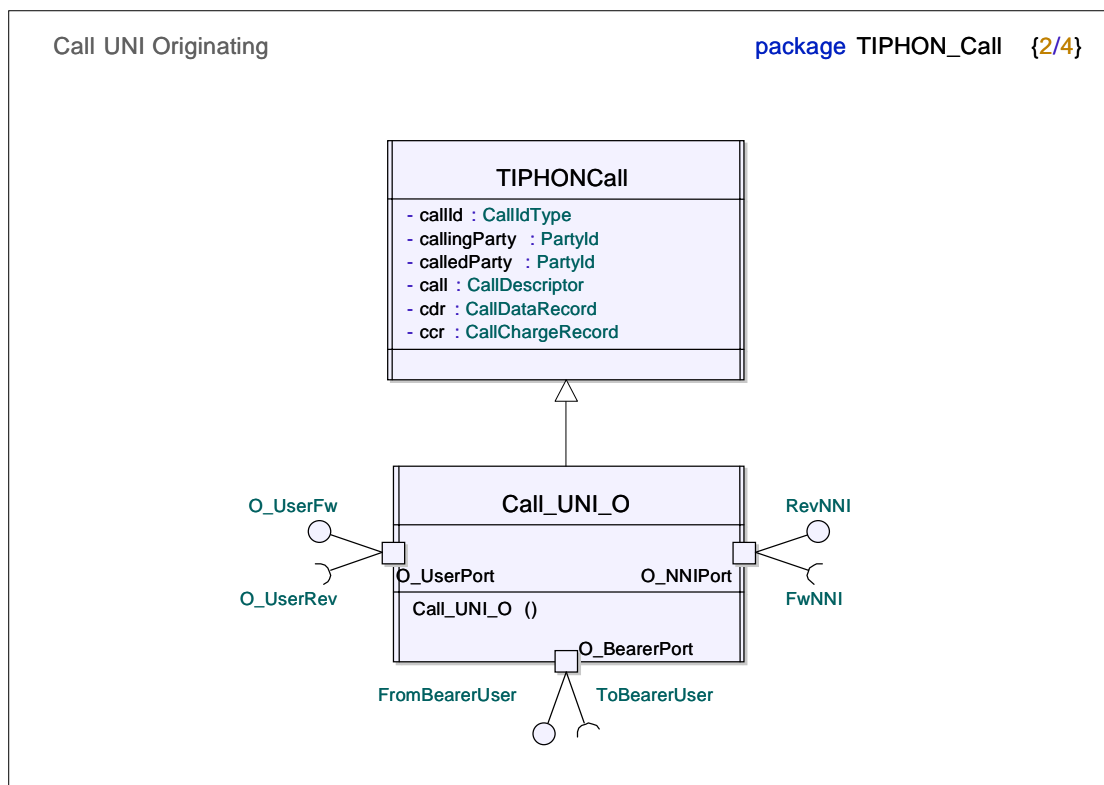 Call UNI Originating
package TIPHON_Call {2/4}
TIPHONCall
- callId : CallIdType
- callingParty : PartyId
- calledParty : PartyId
- call : CallDescriptor
- cdr : CallDataRecord
- ccr : CallChargeRecord
Call_UNI_O
O_UserFw
RevNNI
O_UserPort
O_NNIPort
O_UserRev
FwNNI
Call_UNI_O ()
O_BearerPort
FromBearerUser
ToBearerUser